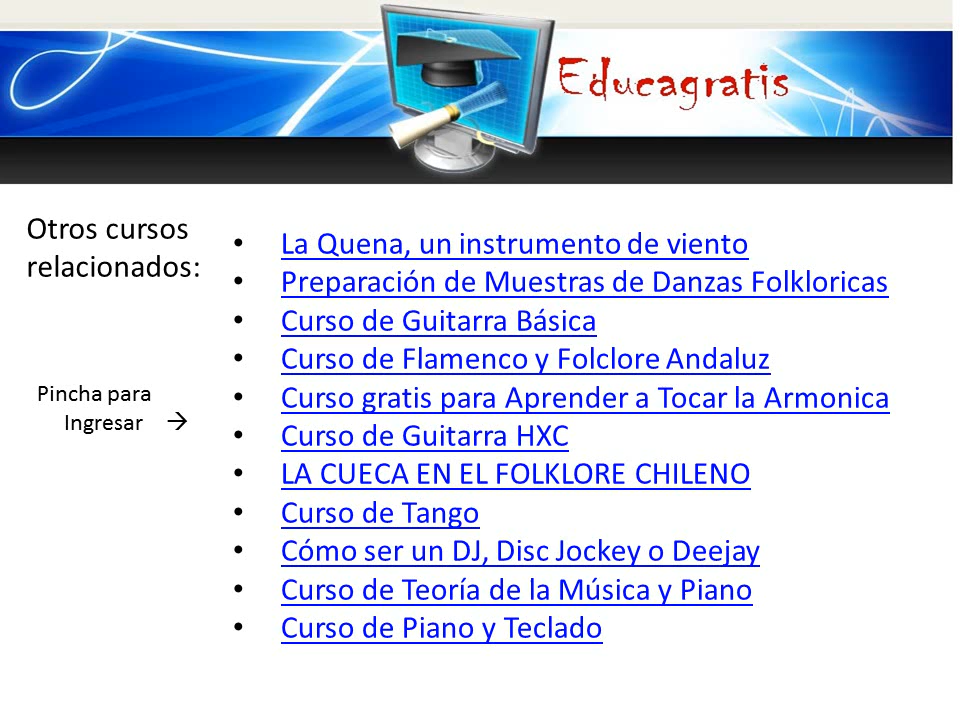 Educagratis
Otros cursos
relacionados:
Pincha para
Ingresar →
• La Quena, un instrumento de viento
• Preparación de Muestras de Danzas Folkloricas
• Curso de Guitarra Básica
• Curso de Flamenco y Folclore Andaluz
• Curso gratis para Aprender a Tocar la Armonica
• Curso de Guitarra HXC
• LA CUECA EN EL FOLKLORE CHILENO
• Curso de Tango
• Cómo ser un DJ, Disc Jockey o Deejay
• Curso de Teoría de la Música y Piano
• Curso de Piano y Teclado